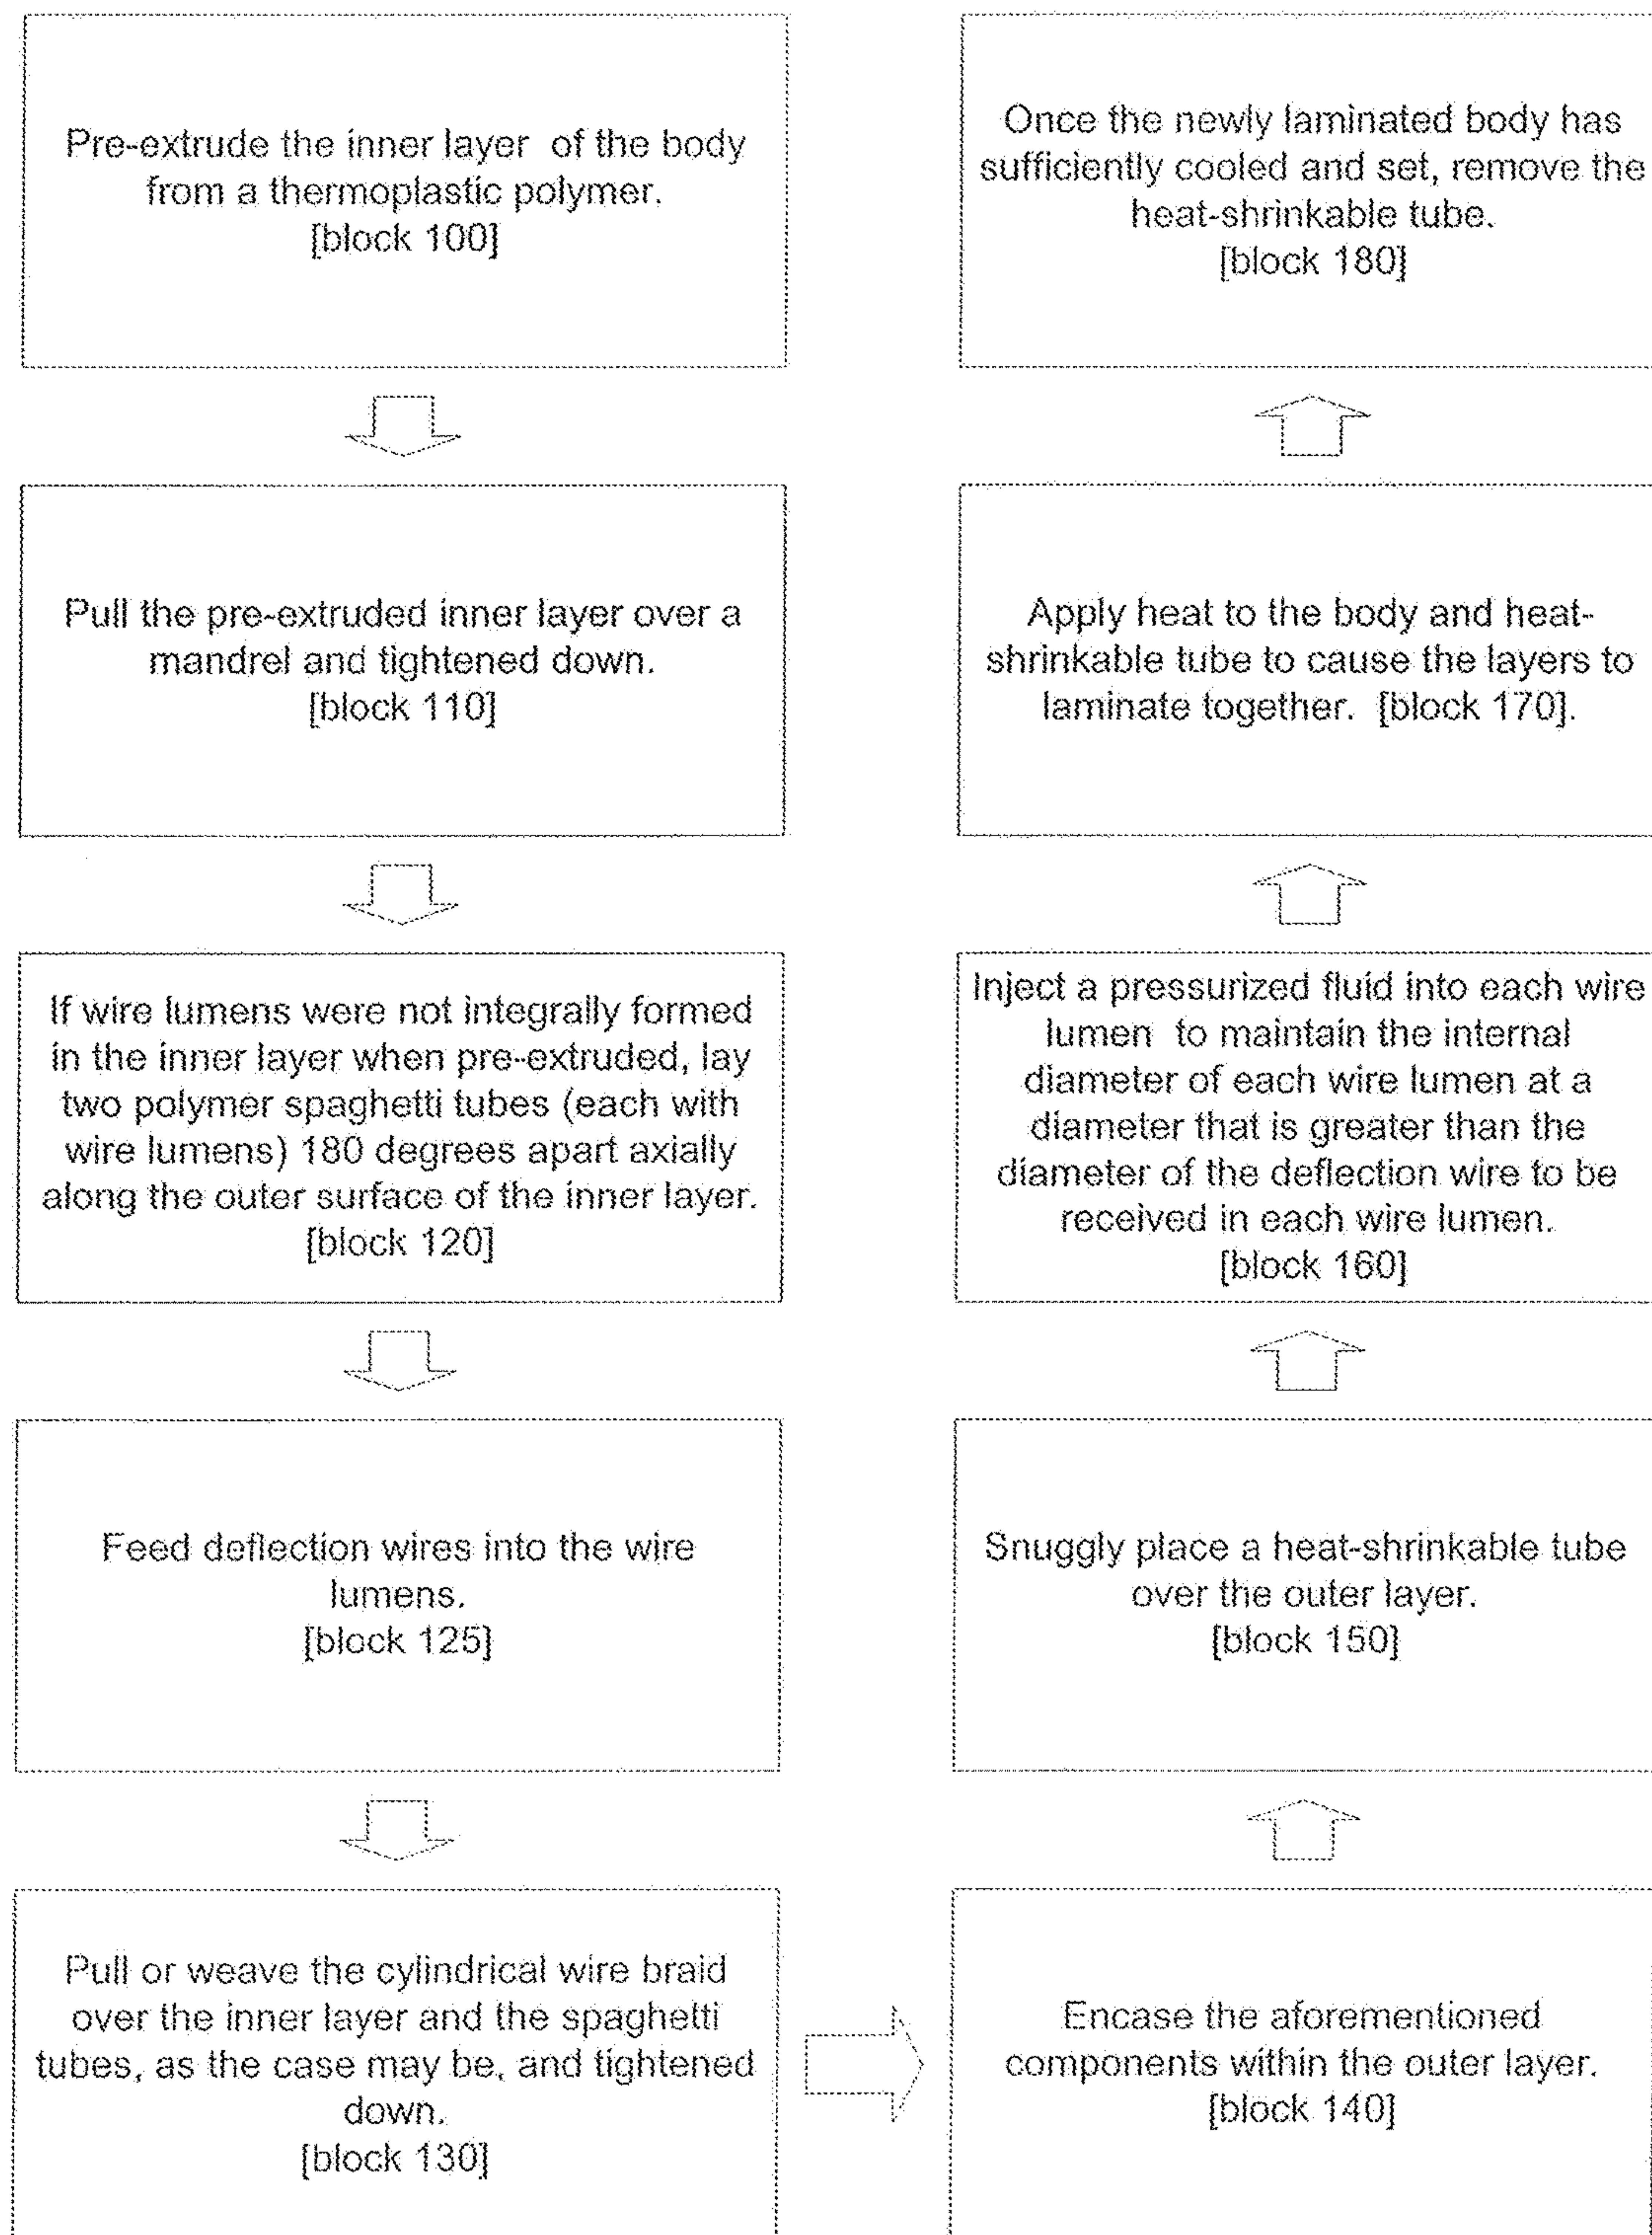 Pre-extrude the inner layer of the body
from a thermoplastic polymer.
[block 100]
Pull the pre-extruded inner layer over a
mandrel and tightened down.
[block 110]
If wire lumens were not integrally formed
in the inner layer when pre-extruded, lay
two polymer spaghetti tubes (each with
wire lumens) 180 degrees apart axially
along the outer surface of the inner layer.
[block 120]
Feed deflection wires into the wire
lumens.
[block 125]
Pull or weave the cylindrical wire braid
over the inner layer and the spaghetti
tubes, as the case may be, and tightened
down.
[block 130]
Encase the aforementioned
components within the outer layer.
[block 140]
Snuggly place a heat-shrinkable tube
over the outer layer.
[block 150]
Inject a pressurized fluid into each wire
lumen to maintain the internal
diameter of each wire lumen at a
diameter that is greater than the
diameter of the deflection wire to be
received in each wire lumen.
[block 160]
Apply heat to the body and heat-
shrinkable tube to cause the layers to
laminate together. [block 170].
Once the newly laminated body has
sufficiently cooled and set, remove the
heat-shrinkable tube.
[block 180]